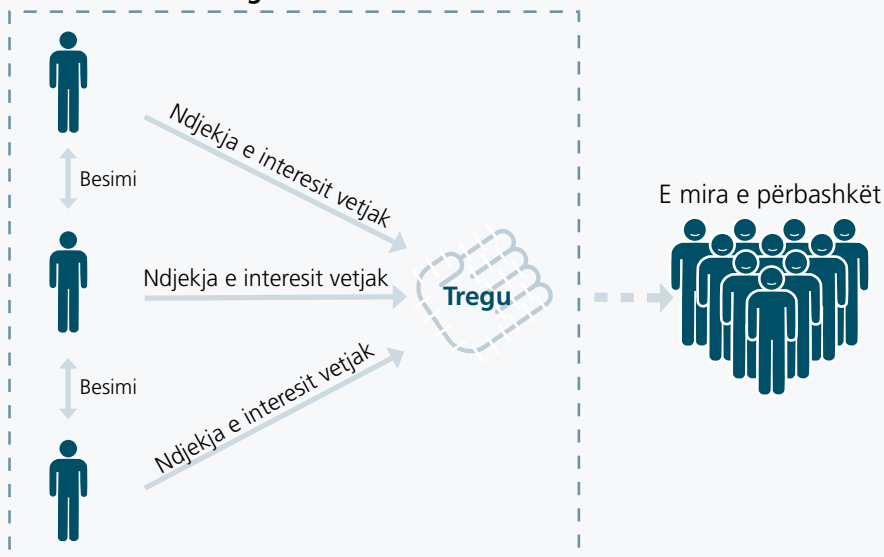 Ndjekja e interesit vetjak
Besimi
E mira e përbashkët
Ndjekja e interesit vetjak
Tregu
Besimi
Ndjekja e interesit vetjak